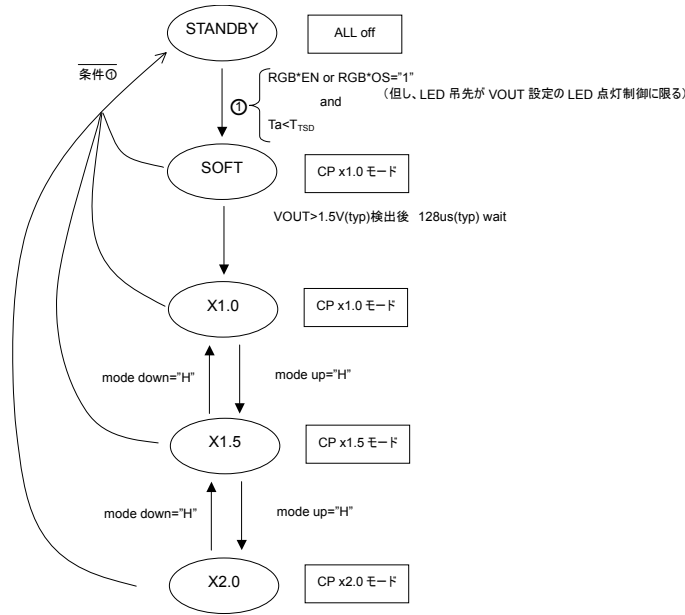 STANDBY
ALL off
条件①
RGB*EN or RGB*OS="1"
and
(但し、LED 吊先が VOUT 設定の LED 点灯制御に限る)
①
Ta<TTSD
SOFT
CP x1.0 モード
VOUT>1.5V(typ)検出後 128us(typ) wait
X1.0
CP x1.0 モード
mode down="H"
mode up="H"
X1.5
CP x1.5 モード
mode down="H"
mode up="H"
X2.0
CP x2.0 モード